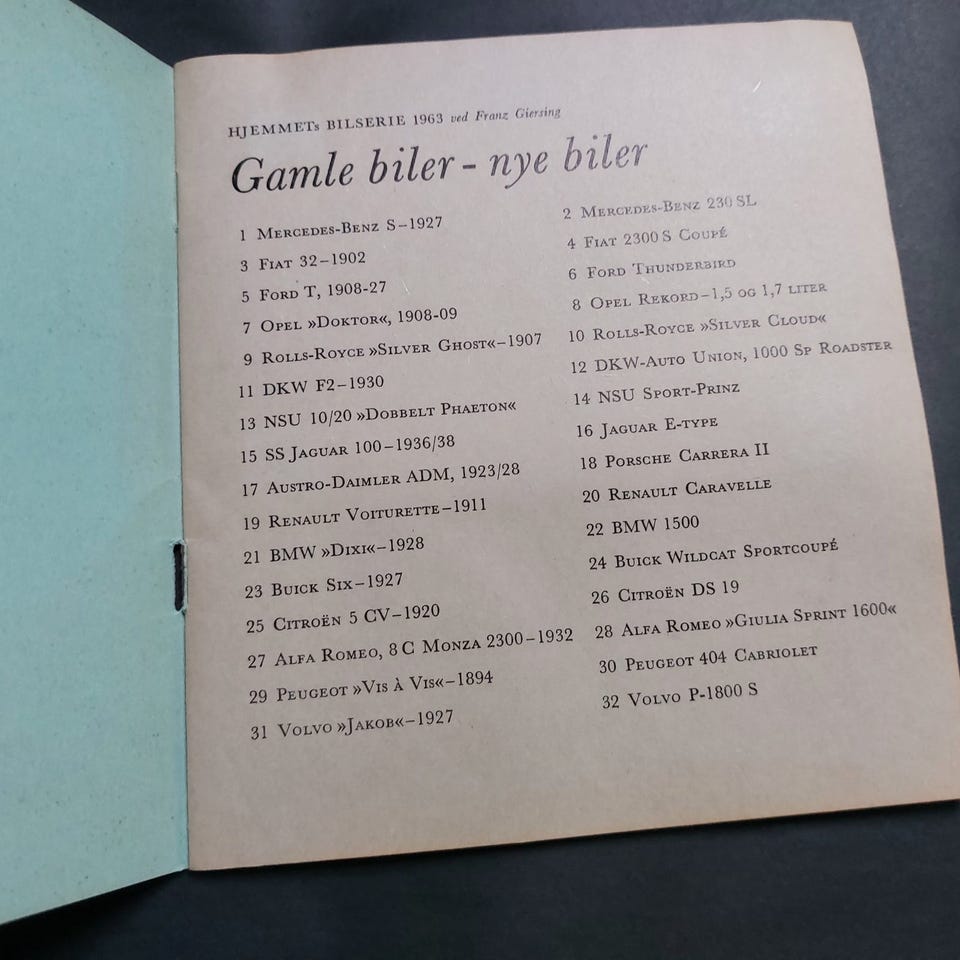 HJEMMETs BILSERIE 1963 ved Franz Giersing
Gamle biler - nye biler
1 Mercedes-Benz S–1927
2 Mercedes-Benz 230 SL
3 Fiat 32–1902
4 Fiat 2300 S Coupé
5 Ford T, 1908-27
6 Ford Thunderbird
7 Opel »Doktor«, 1908-09
8 Opel Rekord–1,5 og 1,7 liter
9 Rolls-Royce »Silver Ghost«–1907
10 Rolls-Royce »Silver Cloud«
11 DKW F2–1930
12 DKW-Auto Union, 1000 Sp Roadster
13 NSU 10/20 »Dobbelt Phaeton«
14 NSU Sport-Prinz
15 SS Jaguar 100–1936/38
16 Jaguar E-type
17 Austro-Daimler ADM, 1923/28
18 Porsche Carrera II
19 Renault Voiturette–1911
20 Renault Caravelle
21 BMW »Dixi«–1928
22 BMW 1500
23 Buick Six–1927
24 Buick Wildcat Sportcoupé
25 Citroën 5 CV–1920
26 Citroën DS 19
27 Alfa Romeo, 8 C Monza 2300–1932
28 Alfa Romeo »Giulia Sprint 1600«
29 Peugeot »Vis à Vis«–1894
30 Peugeot 404 Cabriolet
31 Volvo »Jakob«–1927
32 Volvo P-1800 S